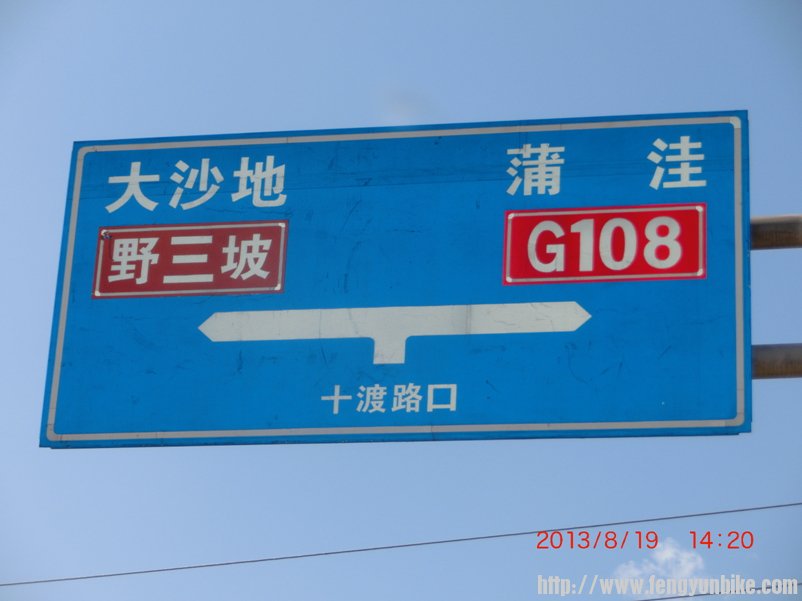 大沙地 蒲洼
野三坡 G108
十渡路口
2013/8/19 14:20
http://www.fengyunbike.com